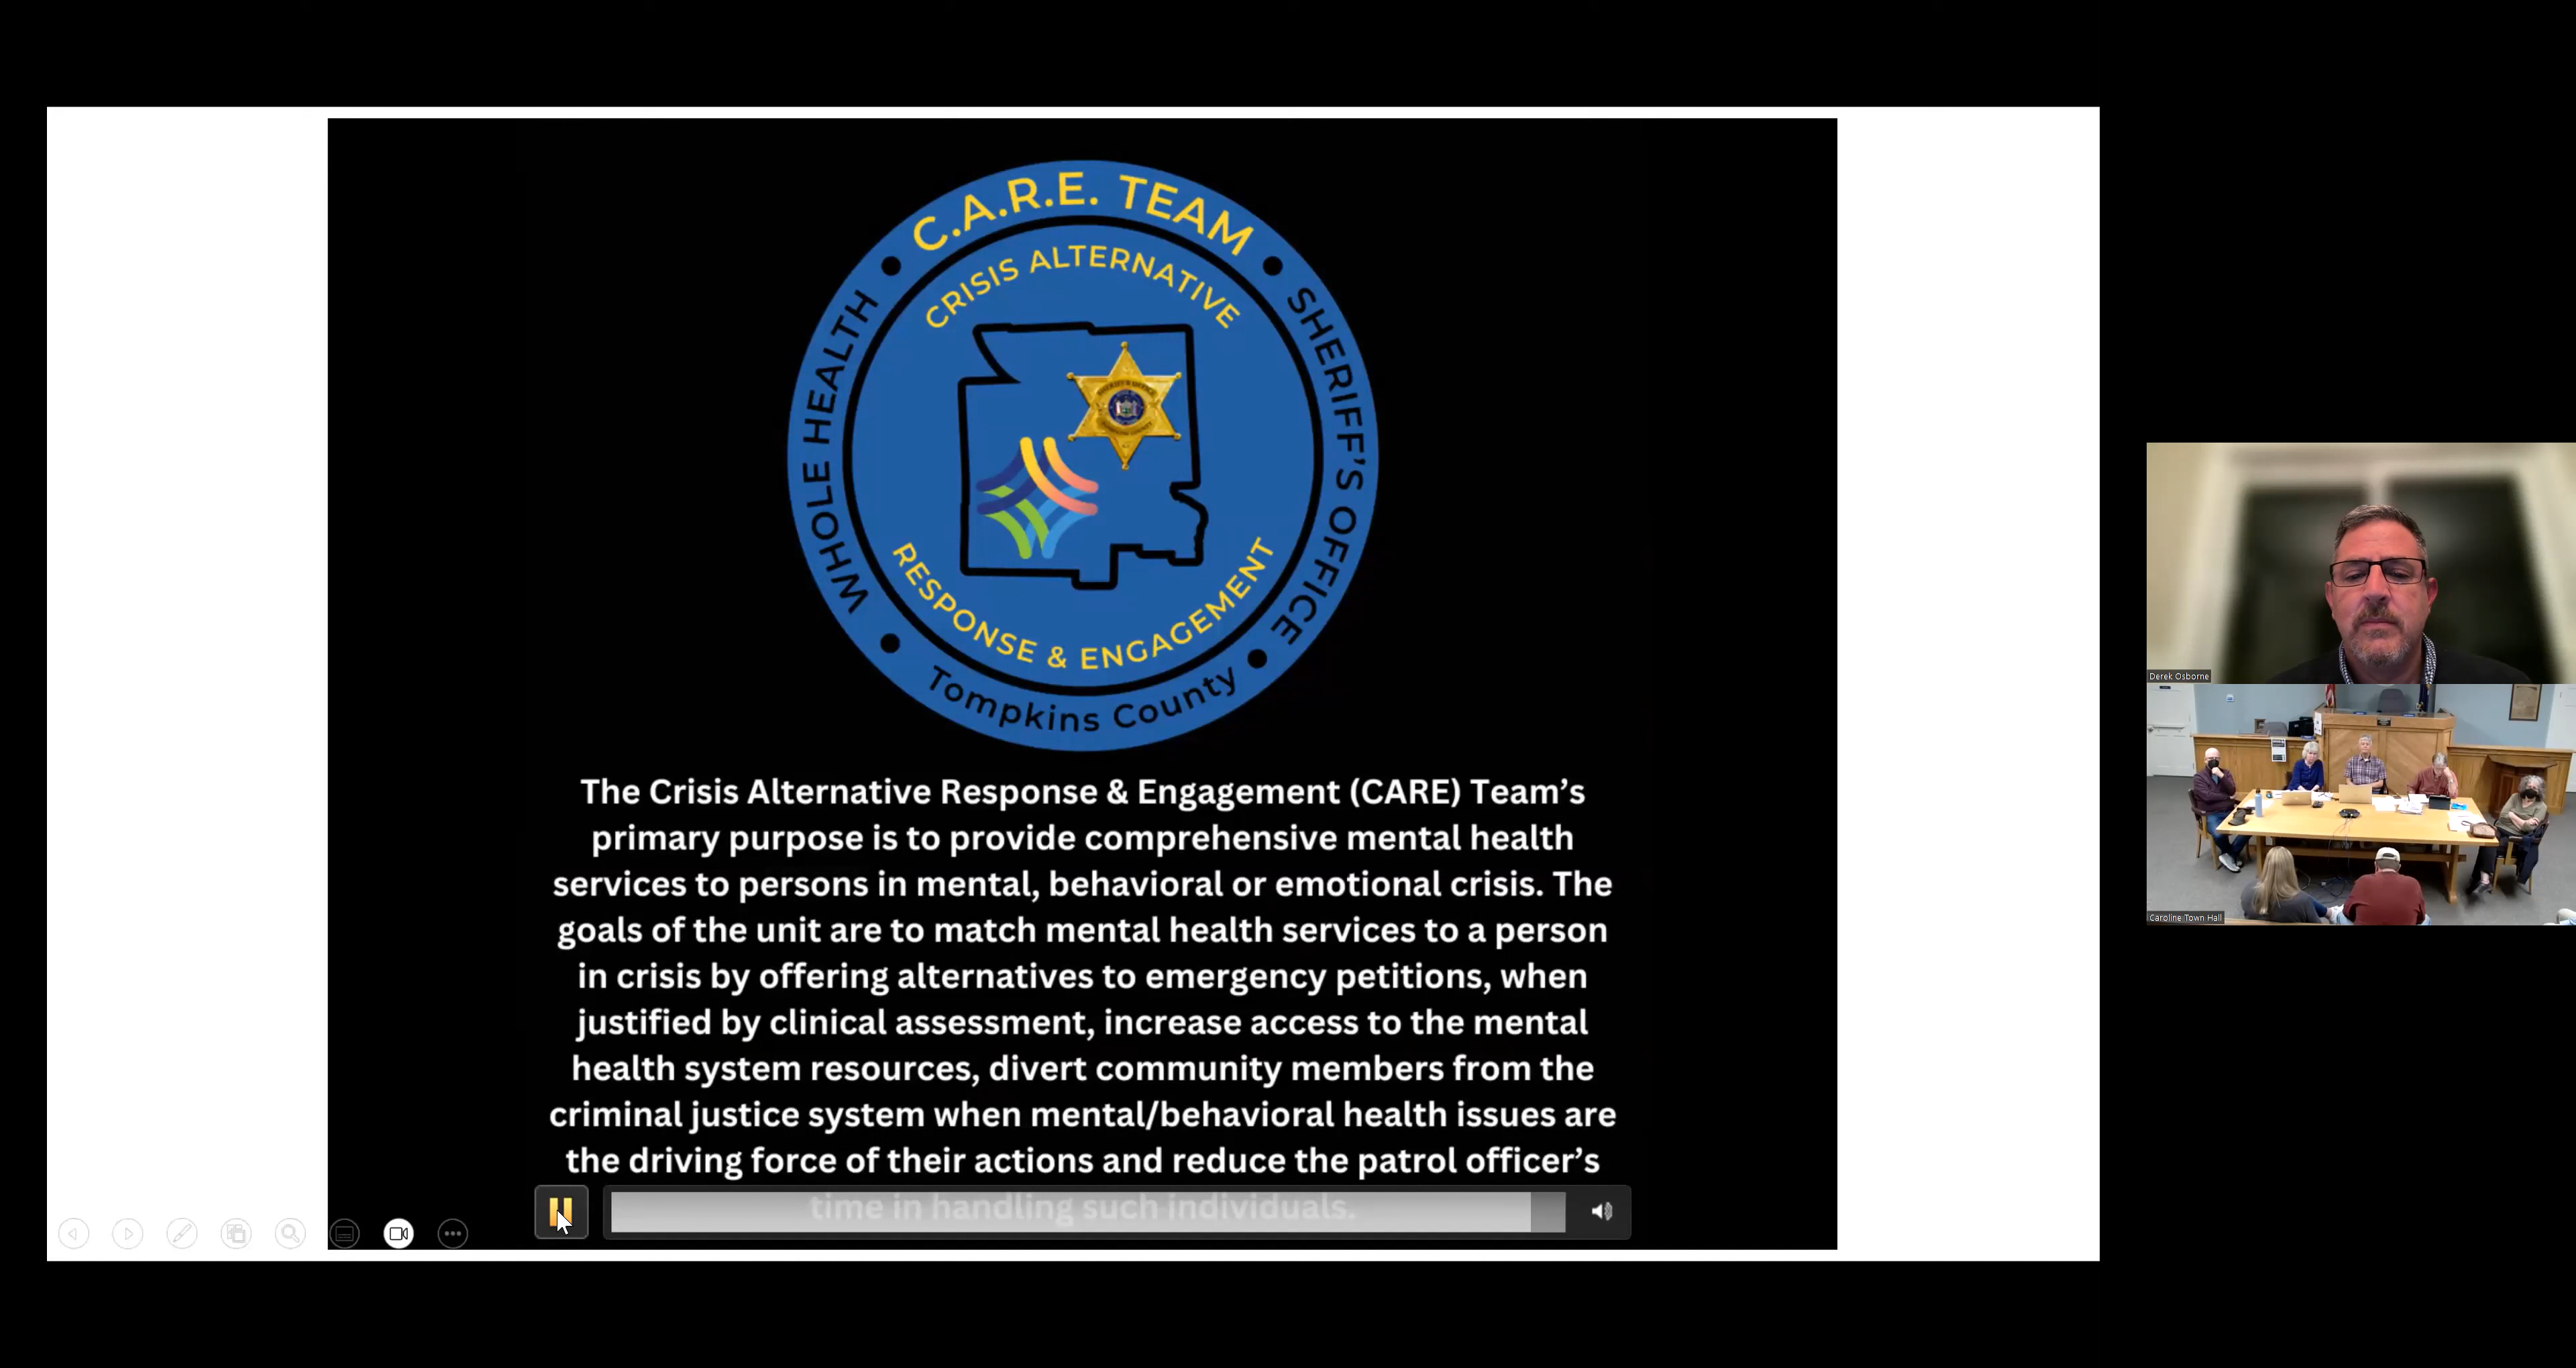 C.A.R.E. TEAM
CRISIS ALTERNATIVE
WHOLE HEALTH
SHERIFF'S OFFICE
RESPONSE & ENGAGEMENT
Tompkins County
The Crisis Alternative Response & Engagement (CARE) Team's
primary purpose is to provide comprehensive mental health
services to persons in mental, behavioral or emotional crisis. The
goals of the unit are to match mental health services to a person
in crisis by offering alternatives to emergency petitions, when
justified by clinical assessment, increase access to the mental
health system resources, divert community members from the
criminal justice system when mental/behavioral health issues are
the driving force of their actions and reduce the patrol officer's
time in handling such individuals.
Derek Osborne
Caroline Town Hall